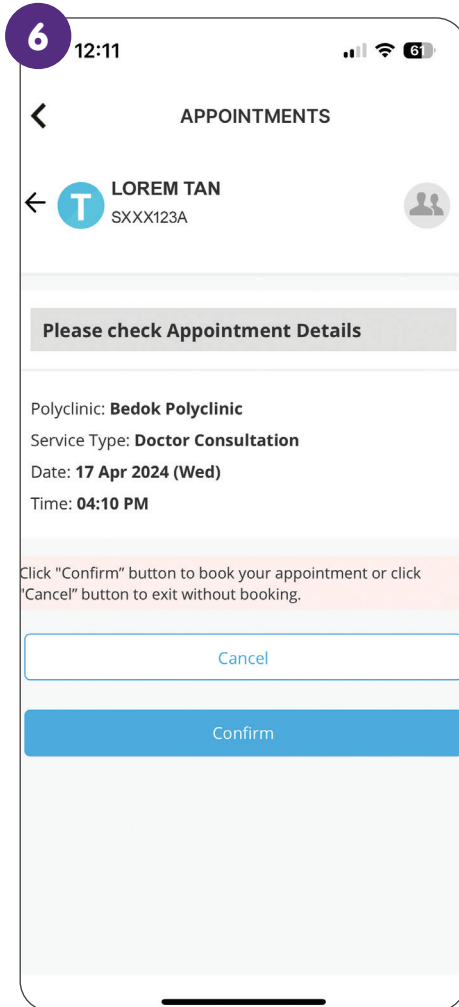 6
12:11
61
APPOINTMENTS
T
LOREM TAN
SXXX123A
Please check Appointment Details
Polyclinic: Bedok Polyclinic
Service Type: Doctor Consultation
Date: 17 Apr 2024 (Wed)
Time: 04:10 PM
Click "Confirm” button to book your appointment or click
"Cancel” button to exit without booking.
Cancel
Confirm